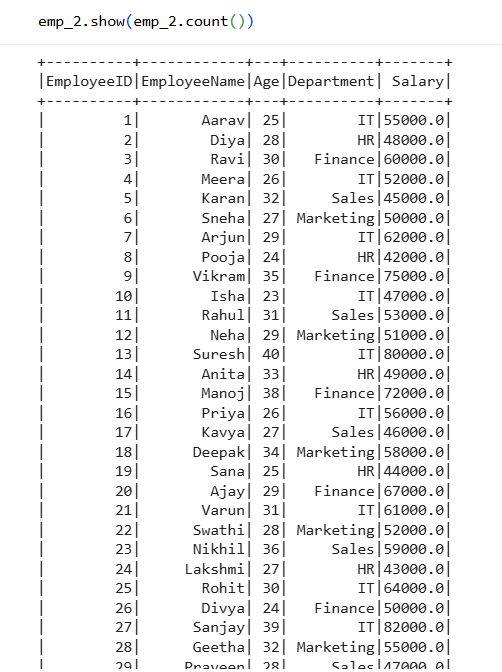 emp_2.show(emp_2.count())
+----------+------------+---+----------+-------+
|EmployeeID|EmployeeName|Age|Department| Salary|
+----------+------------+---+----------+-------+
|         1|       Aarav| 25|        IT|55000.0|
|         2|        Diya| 28|        HR|48000.0|
|         3|        Ravi| 30|   Finance|60000.0|
|         4|       Meera| 26|        IT|52000.0|
|         5|       Karan| 32|     Sales|45000.0|
|         6|       Sneha| 27| Marketing|50000.0|
|         7|       Arjun| 29|        IT|62000.0|
|         8|       Pooja| 24|        HR|42000.0|
|         9|      Vikram| 35|   Finance|75000.0|
|        10|        Isha| 23|        IT|47000.0|
|        11|       Rahul| 31|     Sales|53000.0|
|        12|        Neha| 29| Marketing|51000.0|
|        13|      Suresh| 40|        IT|80000.0|
|        14|       Anita| 33|        HR|49000.0|
|        15|       Manoj| 38|   Finance|72000.0|
|        16|       Priya| 26|        IT|56000.0|
|        17|       Kavya| 27|     Sales|46000.0|
|        18|      Deepak| 34| Marketing|58000.0|
|        19|        Sana| 25|        HR|44000.0|
|        20|        Ajay| 29|   Finance|67000.0|
|        21|       Varun| 31|        IT|61000.0|
|        22|      Swathi| 28| Marketing|52000.0|
|        23|      Nikhil| 36|     Sales|59000.0|
|        24|     Lakshmi| 27|        HR|43000.0|
|        25|       Rohit| 30|        IT|64000.0|
|        26|       Divya| 24|   Finance|50000.0|
|        27|      Sanjay| 39|        IT|82000.0|
|        28|      Geetha| 32| Marketing|55000.0|
|        29|     Praveen| 28|     Sales|47000.0|